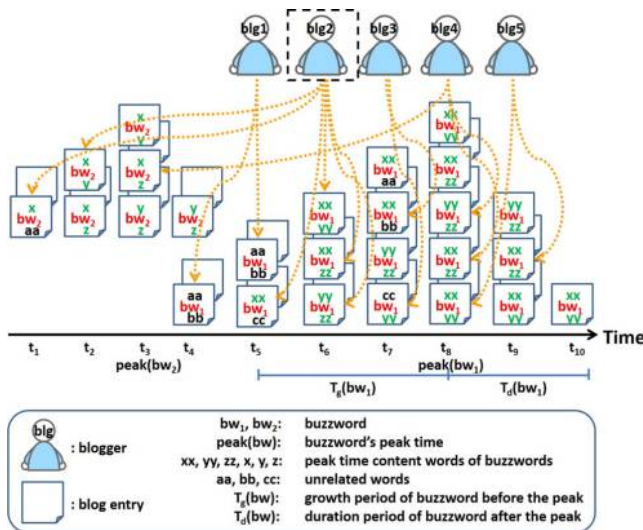 blg1 blg2 blg3 blg4 blg5
x
bw2
y
x
bw2
y
x
bw2
z
x
bw2
aa
x
bw2
z
x
bw2
z
y
bw2
z
aa
bw1
bb
aa
bw1
bb
xx
bw1
cc
xx
bw1
yy
xx
bw1
zz
yy
bw1
zz
xx
bw1
aa
xx
bw1
bb
yy
bw1
zz
cc
bw1
yy
xx
bw1
yy
xx
bw1
zz
xx
bw1
zz
xx
bw1
yy
yy
bw1
zz
xx
bw1
zz
xx
bw1
yy
xx
bw1
yy
Time
t1 t2 t3 t4 t5 t6 t7 t8 t9 t10
peak(bw2) peak(bw1)
Tg(bw1) Td(bw1)
blg : blogger
: blog entry
bw1, bw2: buzzword
peak(bw): buzzword's peak time
xx, yy, zz, x, y, z: peak time content words of buzzwords
aa, bb, cc: unrelated words
Tg(bw): growth period of buzzword before the peak
Td(bw): duration period of buzzword after the peak